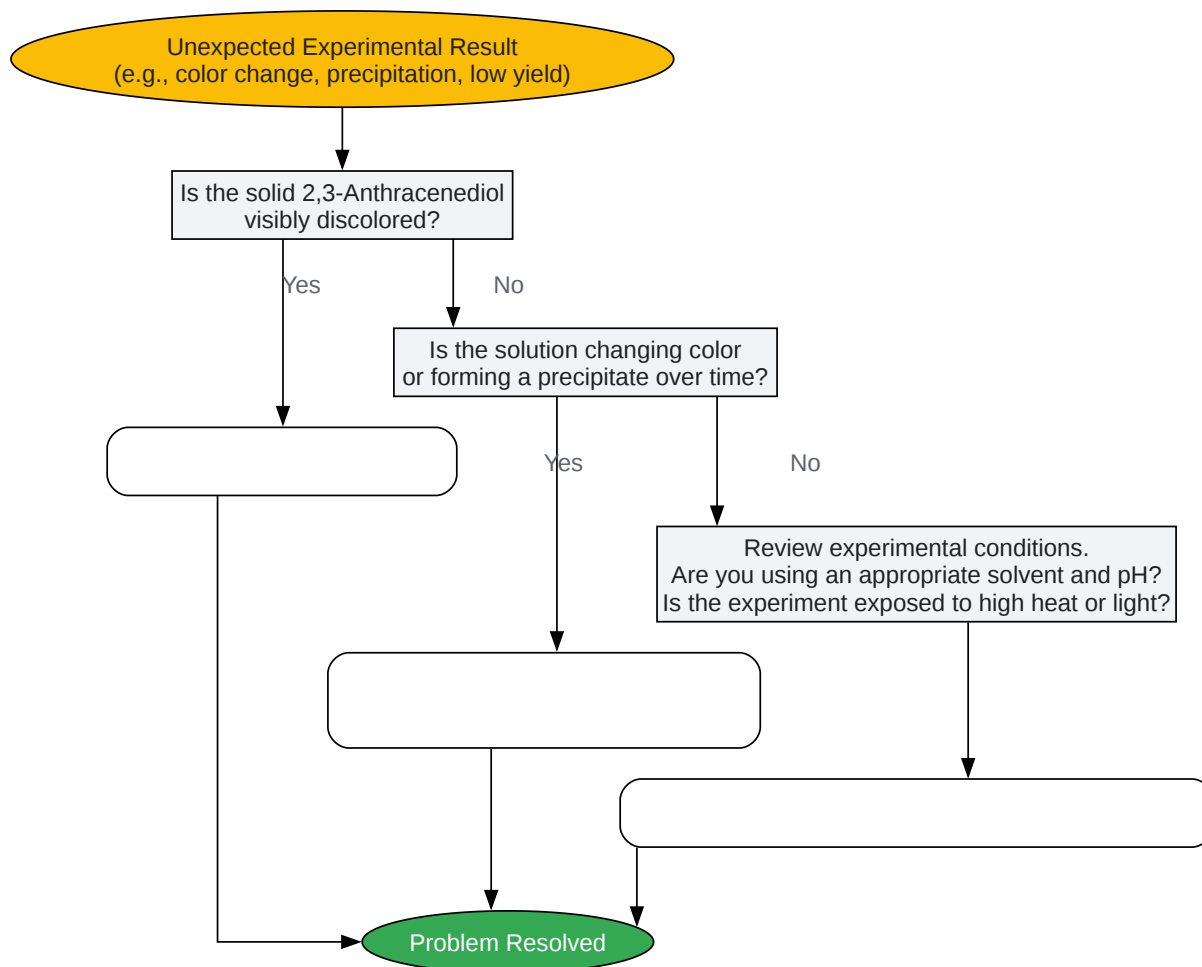 Unexpected Experimental Result
(e.g., color change, precipitation, low yield)
Is the solid 2,3-Anthracenediol
visibly discolored?
Yes
No
Is the solution changing color
or forming a precipitate over time?
Yes
No
Review experimental conditions.
Are you using an appropriate solvent and pH?
Is the experiment exposed to high heat or light?
Problem Resolved